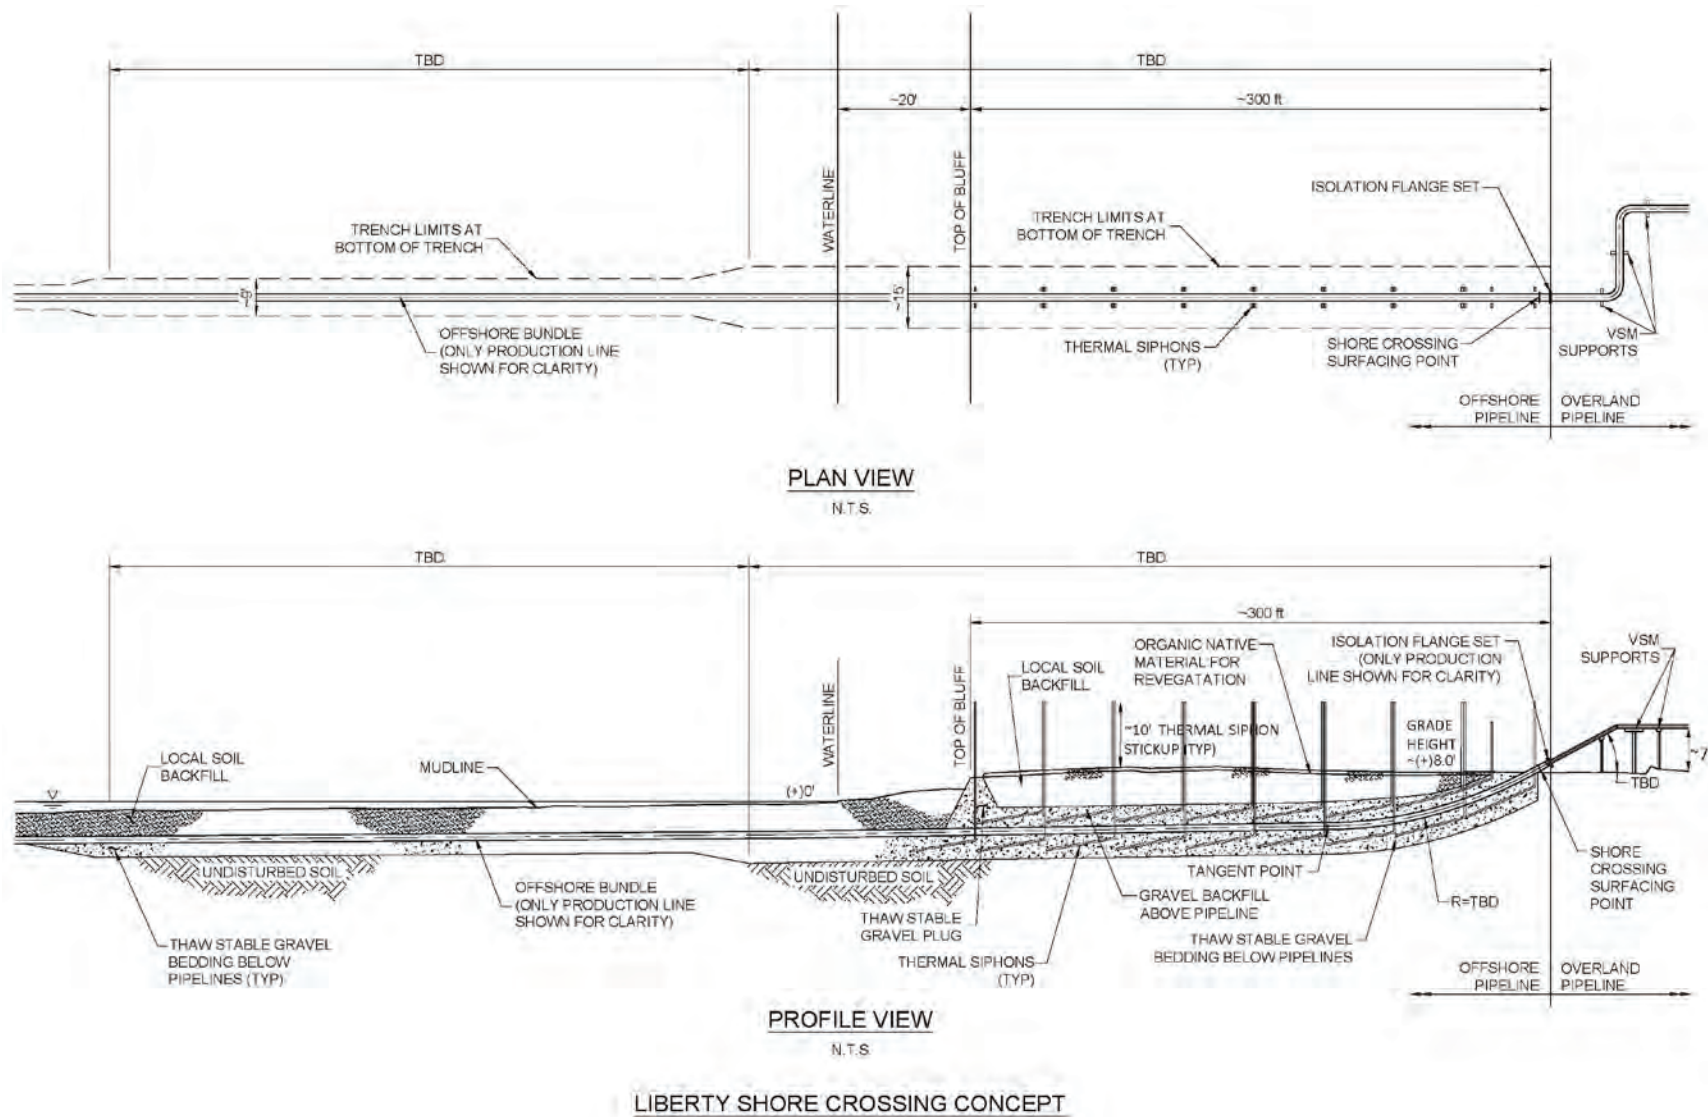 TBD
TBD
~20'
~300 ft
WATERLINE
TOP OF BLUFF
ISOLATION FLANGE SET
TRENCH LIMITS AT
BOTTOM OF TRENCH
TRENCH LIMITS AT
BOTTOM OF TRENCH
~15'
OFFSHORE BUNDLE
(ONLY PRODUCTION LINE
SHOWN FOR CLARITY)
THERMAL SIPHONS
(TYP)
SHORE CROSSING
SURFACING POINT
VSM
SUPPORTS
OFFSHORE
PIPELINE
OVERLAND
PIPELINE
PLAN VIEW
N.T.S.
TBD
TBD
~300 ft
WATERLINE
TOP OF BLUFF
LOCAL SOIL
BACKFILL
ORGANIC NATIVE
MATERIAL FOR
REVEGATATION
ISOLATION FLANGE SET
(ONLY PRODUCTION
LINE SHOWN FOR CLARITY)
VSM
SUPPORTS
~10' THERMAL SIPHON
STICKUP (TYP)
GRADE
HEIGHT
~(+)8.0'
~7
TBD
LOCAL SOIL
BACKFILL
MUDLINE
(+)0'
UNDISTURBED SOIL
UNDISTURBED SOIL
TANGENT POINT
SHORE
CROSSING
SURFACING
POINT
OFFSHORE BUNDLE
(ONLY PRODUCTION LINE
SHOWN FOR CLARITY)
GRAVEL BACKFILL
ABOVE PIPELINE
R=TBD
THAW STABLE
GRAVEL PLUG
THAW STABLE GRAVEL
BEDDING BELOW
PIPELINES (TYP)
THAW STABLE GRAVEL
BEDDING BELOW PIPELINES
THERMAL SIPHONS
(TYP)
OFFSHORE
PIPELINE
OVERLAND
PIPELINE
PROFILE VIEW
N.T.S
LIBERTY SHORE CROSSING CONCEPT